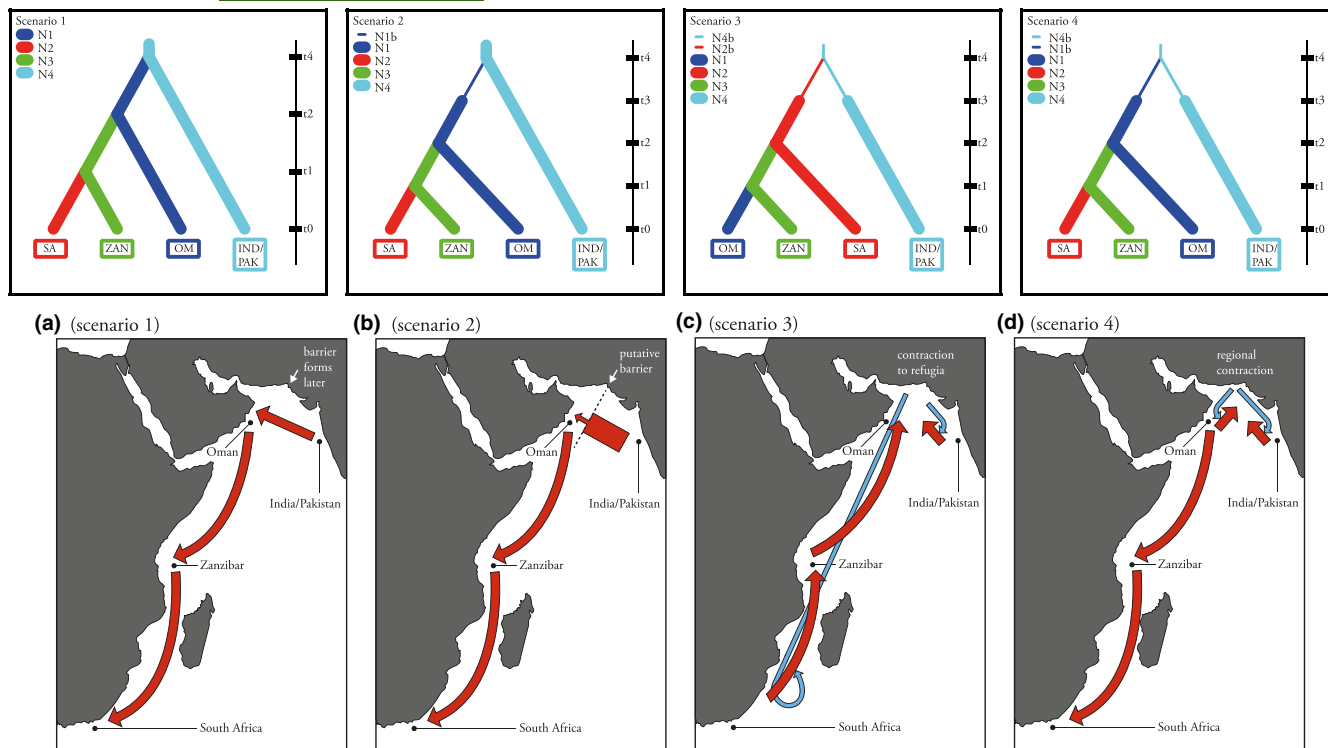 Scenario 1
N1
N2
N3
N4
t4
t2
t1
t0
SA
ZAN
OM
IND/
PAK
Scenario 2
N1b
N1
N2
N3
N4
t4
t3
t2
t1
t0
SA
ZAN
OM
IND/
PAK
Scenario 3
N4b
N2b
N1
N2
N3
N4
t4
t3
t2
t1
t0
OM
ZAN
SA
IND/
PAK
Scenario 4
N4b
N1b
N1
N2
N3
N4
t4
t3
t2
t1
t0
SA
ZAN
OM
IND/
PAK
(a) (scenario 1)
barrier
forms
later
Oman
India/Pakistan
Zanzibar
South Africa
(b) (scenario 2)
putative
barrier
Oman
India/Pakistan
Zanzibar
South Africa
(c) (scenario 3)
contraction
to refugia
Oman
India/Pakistan
Zanzibar
South Africa
(d) (scenario 4)
regional
contraction
Oman
India/Pakistan
Zanzibar
South Africa